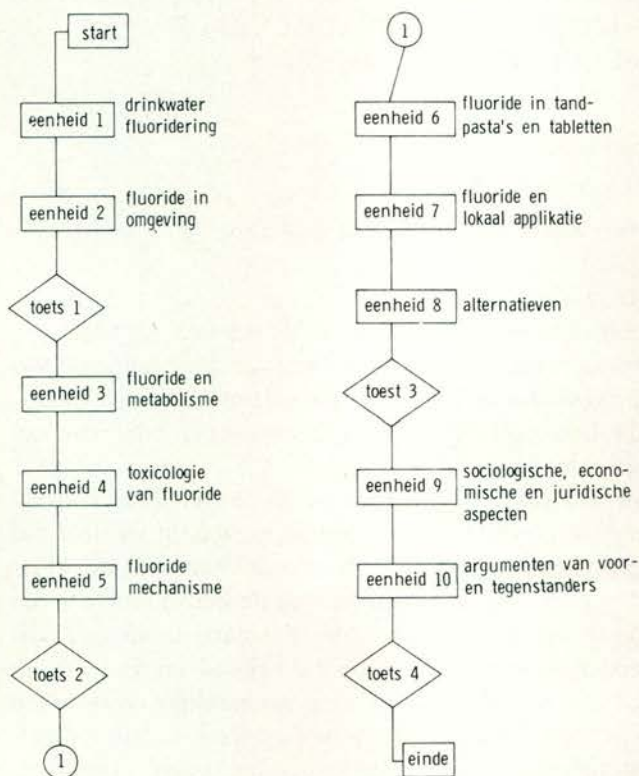 start
eenheid 1
drinkwater
fluoridering
eenheid 2
fluoride in
omgeving
toets 1
eenheid 3
fluoride en
metabolisme
eenheid 4
toxicologie
van fluoride
eenheid 5
fluoride
mechanisme
toets 2
1
1
eenheid 6
fluoride in tand-
pasta's en tabletten
eenheid 7
fluoride en
lokaal applikatie
eenheid 8
alternatieven
toest 3
eenheid 9
sociologische, econo-
mische en juridische
aspecten
eenheid 10
argumenten van voor-
en tegenstanders
toets 4
einde